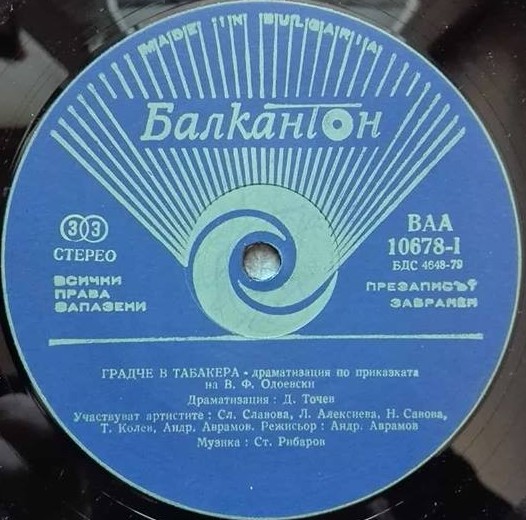 MADE IN BULGARIA
Балкантон
33
СТЕРЕО
ВСИЧКИ
ПРАВА
ЗАПАЗЕНИ
ВАА
10678-I
БДС 4648-79
ПРЕЗАПИСЪТ
ЗАБРАНЕН
ГРАДЧЕ В ТАБАКЕРА - драматизация по приказката
на В. Ф. Одоевски
Драматизация : Д. Точев
Участвуват артистите : Сл. Славова, Л. Алексиева, Н. Савова,
Т. Колев, Андр. Аврамов. Режисьор : Андр. Аврамов
Музика : Ст. Рибаров